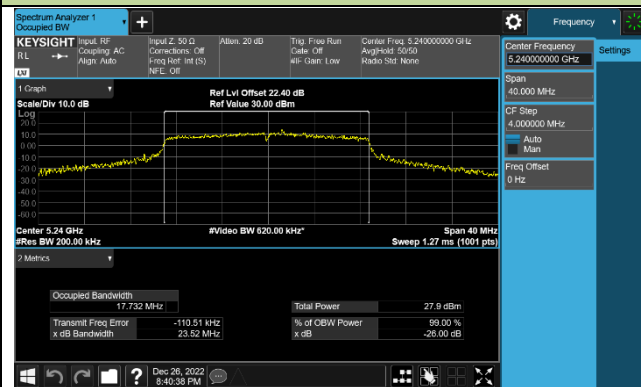 Spectrum Analyzer 1
Occupied BW
Frequency
KEYSIGHT
RL
Input: RF
Coupling: AC
Align: Auto
Input Z: 50 Ω
Corrections: Off
Freq Ref: Int (S)
NFE: Off
Atten: 20 dB
Trig: Free Run
Gate: Off
#IF Gain: Low
Center Freq: 5.240000000 GHz
Avg|Hold: 50/50
Radio Std: None
Center Frequency
5.240000000 GHz
Settings
Span
40.000 MHz
CF Step
4.000000 MHz
Auto
Man
Freq Offset
0 Hz
1 Graph
Scale/Div 10.0 dB
Ref Lvl Offset 22.40 dB
Ref Value 30.00 dBm
Log
20.0
10.0
0.00
-10.0
-20.0
-30.0
-40.0
-50.0
-60.0
Center 5.24 GHz
#Res BW 200.00 kHz
#Video BW 620.00 kHz*
Span 40 MHz
Sweep 1.27 ms (1001 pts)
2 Metrics
Occupied Bandwidth
17.732 MHz
Total Power 27.9 dBm
Transmit Freq Error -110.51 kHz
% of OBW Power 99.00 %
x dB Bandwidth 23.52 MHz
x dB -26.00 dB
?
Dec 26, 2022
8:40:38 PM